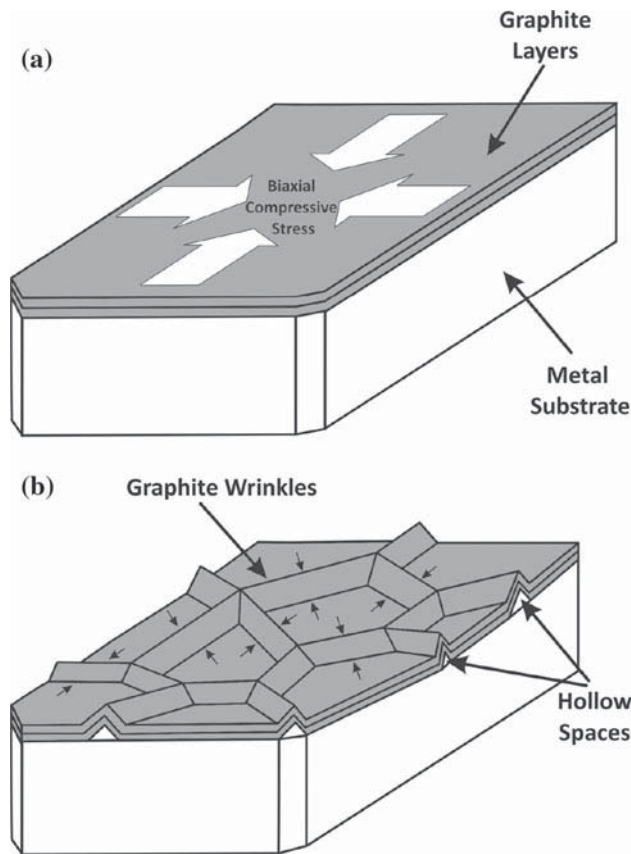 (a)
Graphite
Layers
Biaxial
Compressive
Stress
Metal
Substrate
(b)
Graphite Wrinkles
Hollow
Spaces